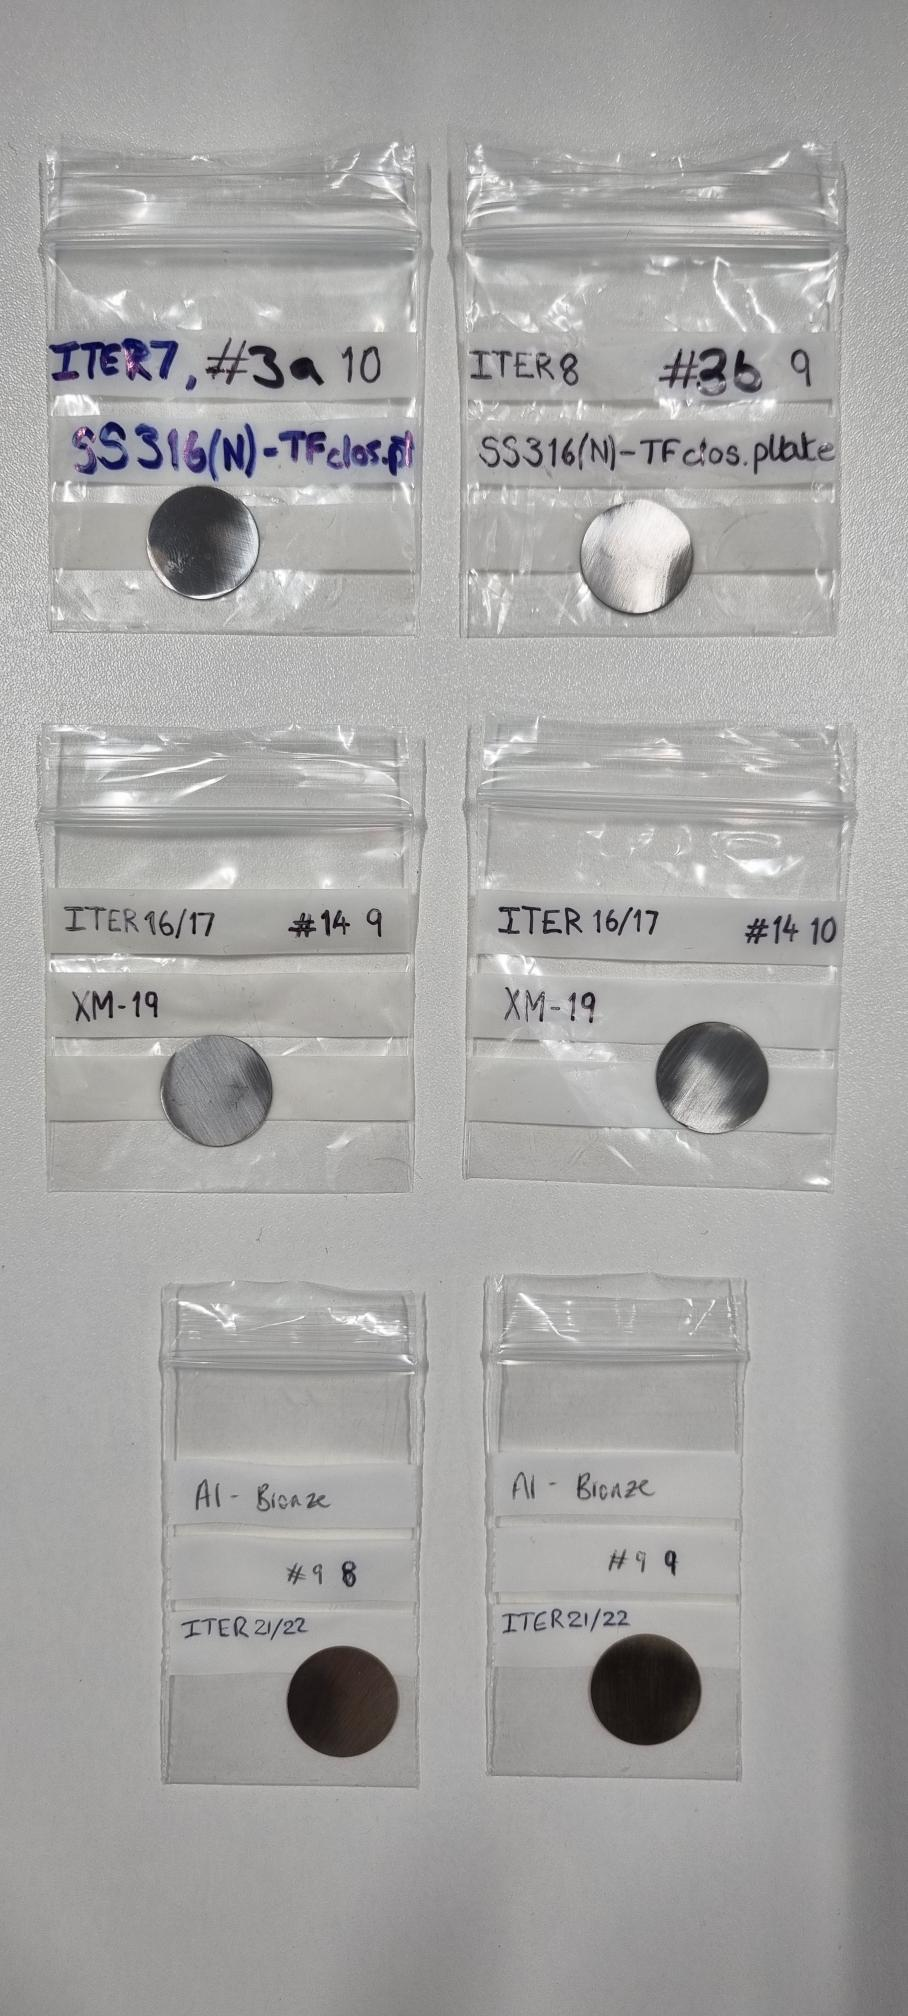 ITER7, #3a 10
SS316(N)-TFclos.pl
ITER8 #3b 9
SS316(N)-TFclos.plate
ITER16/17 #14 9
XM-19
ITER 16/17 #14 10
XM-19
Al - Bronze
#9 8
ITER21/22
Al - Bronze
#9 9
ITER21/22